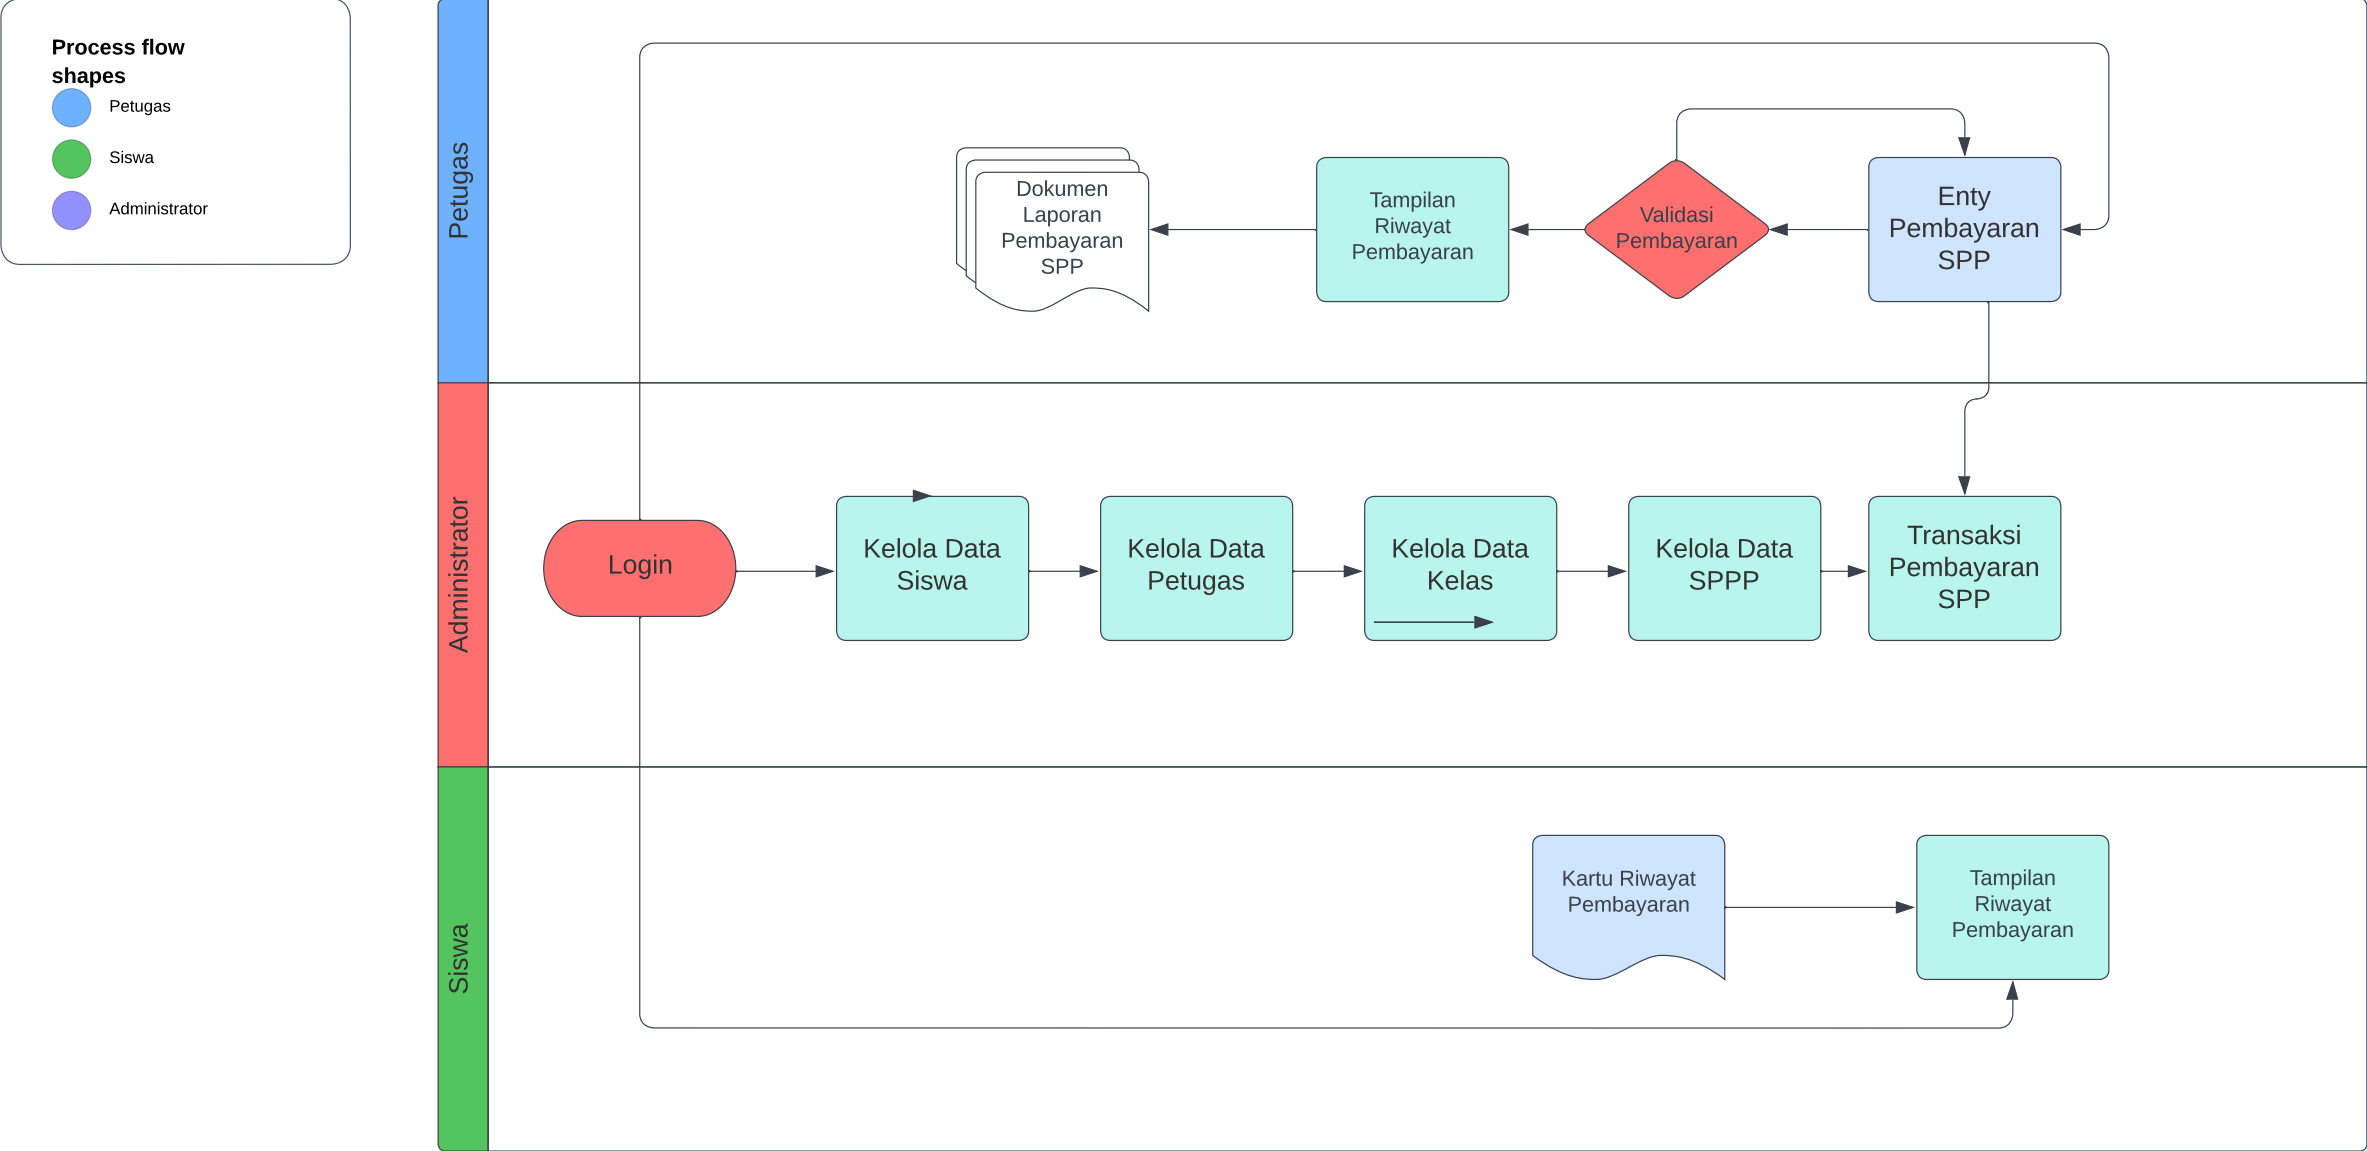 Process flow
shapes
Petugas
Siswa
Administrator
Petugas
Dokumen
Laporan
Pembayaran
SPP
Tampilan
Riwayat
Pembayaran
Validasi
Pembayaran
Enty
Pembayaran
SPP
Administrator
Login
Kelola Data
Siswa
Kelola Data
Petugas
Kelola Data
Kelas
Kelola Data
SPPP
Transaksi
Pembayaran
SPP
Siswa
Kartu Riwayat
Pembayaran
Tampilan
Riwayat
Pembayaran